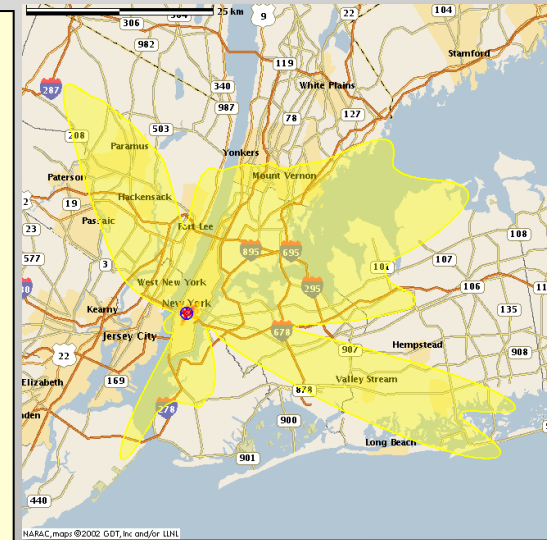 25 km
9
22
104
306
304
982
Stamford
119
340
White Plains
287
987
78
127
208
503
Paramus
Yonkers
Paterson
Mount Vernon
Hackensack
19
Passaic
Fort Lee
23
108
577
3
895
695
101
107
West New York
295
106
11
New York
135
Kearny
678
Jersey City
907
Hempstead
22
908
Elizabeth
169
878
Valley Stream
278
900
Long Beach
901
440
NARAC, maps ©2002 GDT, Inc and/or LLNL